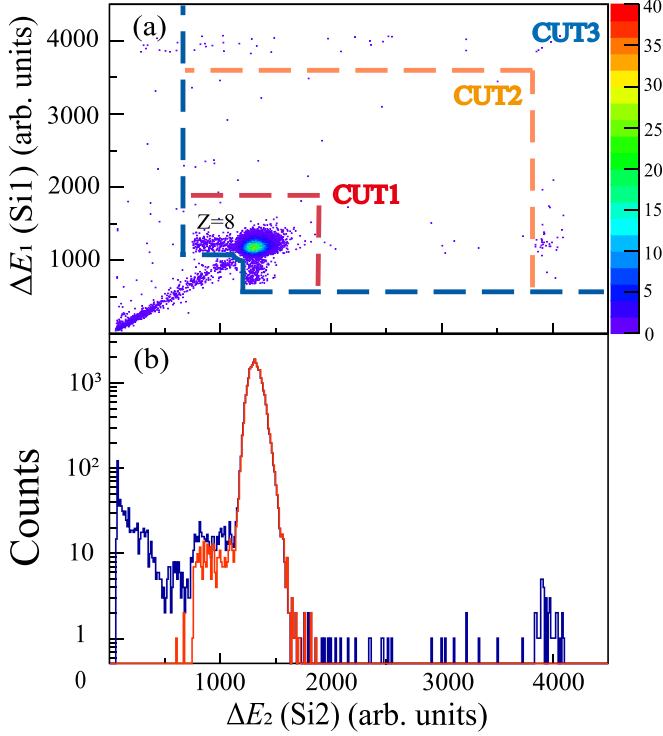 (a)
CUT3
CUT2
CUT1
Z=8
ΔE₁ (Si1) (arb. units)
4000
3000
2000
1000
40
35
30
25
20
15
10
5
0
(b)
Counts
10³
10²
10
1
0
1000
2000
3000
4000
ΔE₂ (Si2) (arb. units)